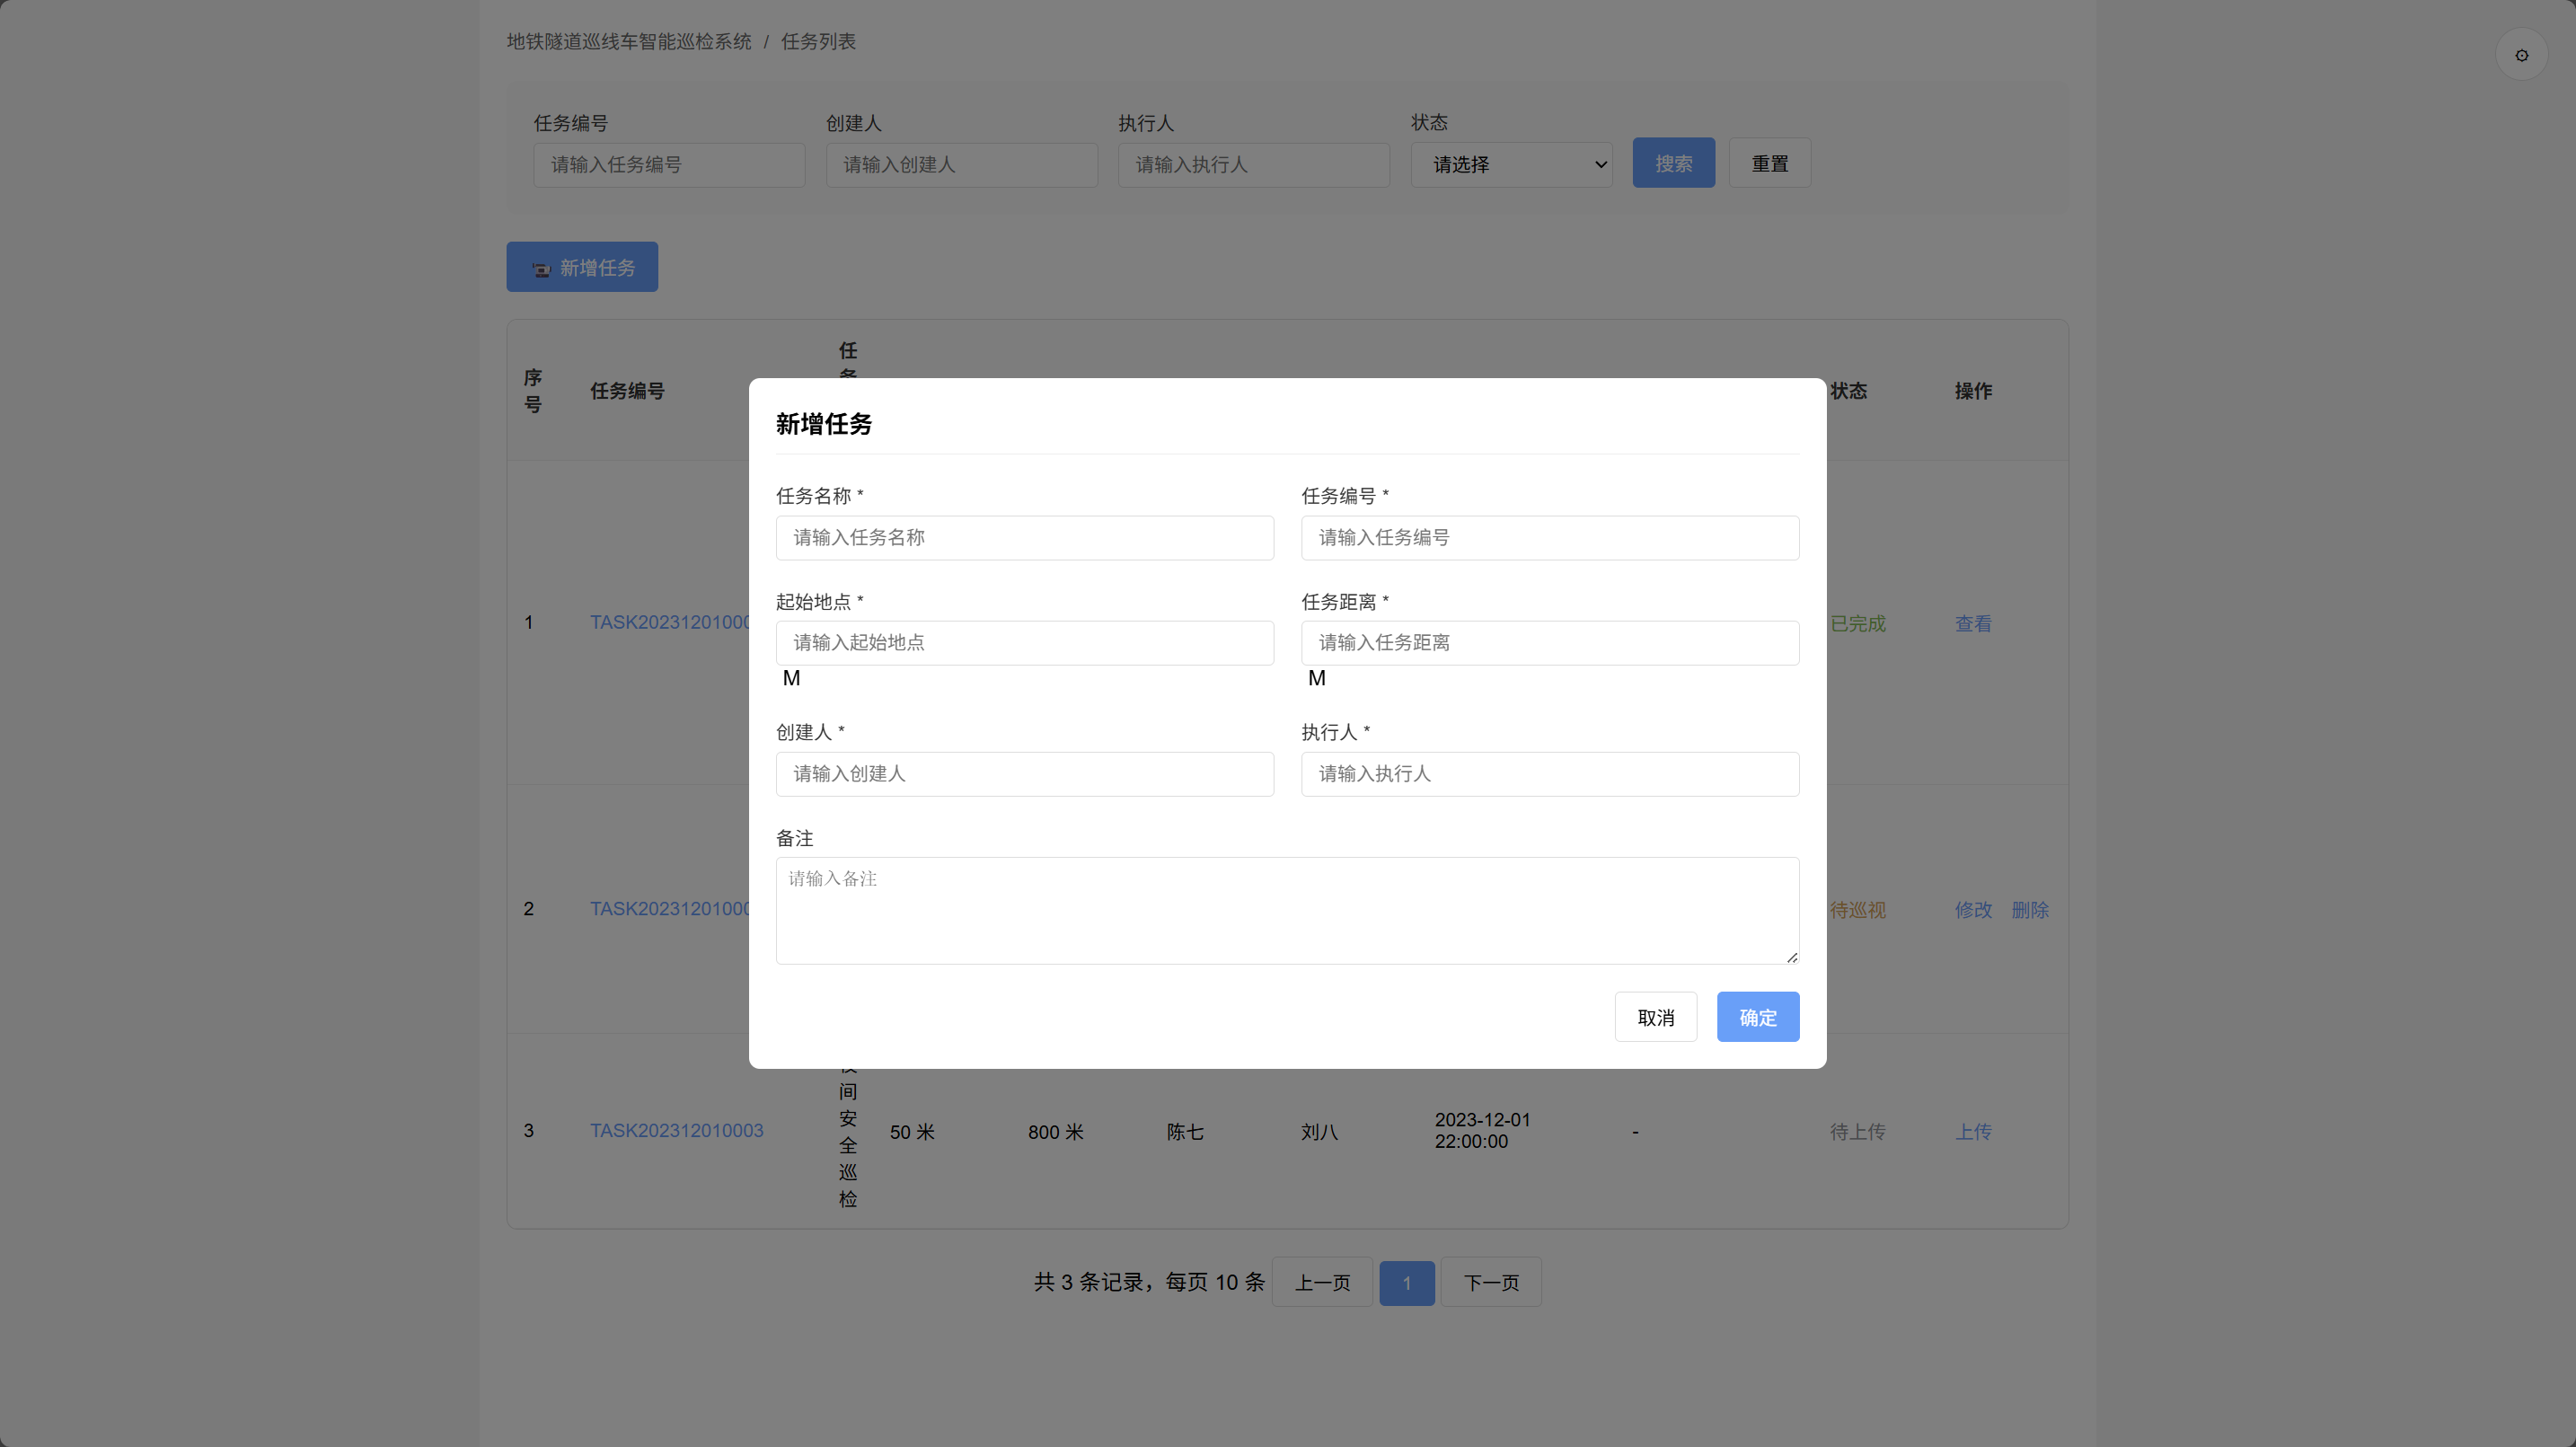 地铁隧道巡线车智能巡检系统 / 任务列表
任务编号 创建人 执行人 状态
请输入任务编号 请输入创建人 请输入执行人 请选择 搜索 重置
新增任务
序号 任务编号 任务 状态 操作
新增任务
任务名称 * 任务编号 *
请输入任务名称 请输入任务编号
起始地点 * 任务距离 *
请输入起始地点 请输入任务距离
M M
创建人 * 执行人 *
请输入创建人 请输入执行人
备注
请输入备注
取消 确定
1 TASK20231201000 已完成 查看
2 TASK20231201000 待巡视 修改 删除
3 TASK202312010003 间安全巡检 50 米 800 米 陈七 刘八 2023-12-01 22:00:00 - 待上传 上传
共 3 条记录，每页 10 条 上一页 1 下一页